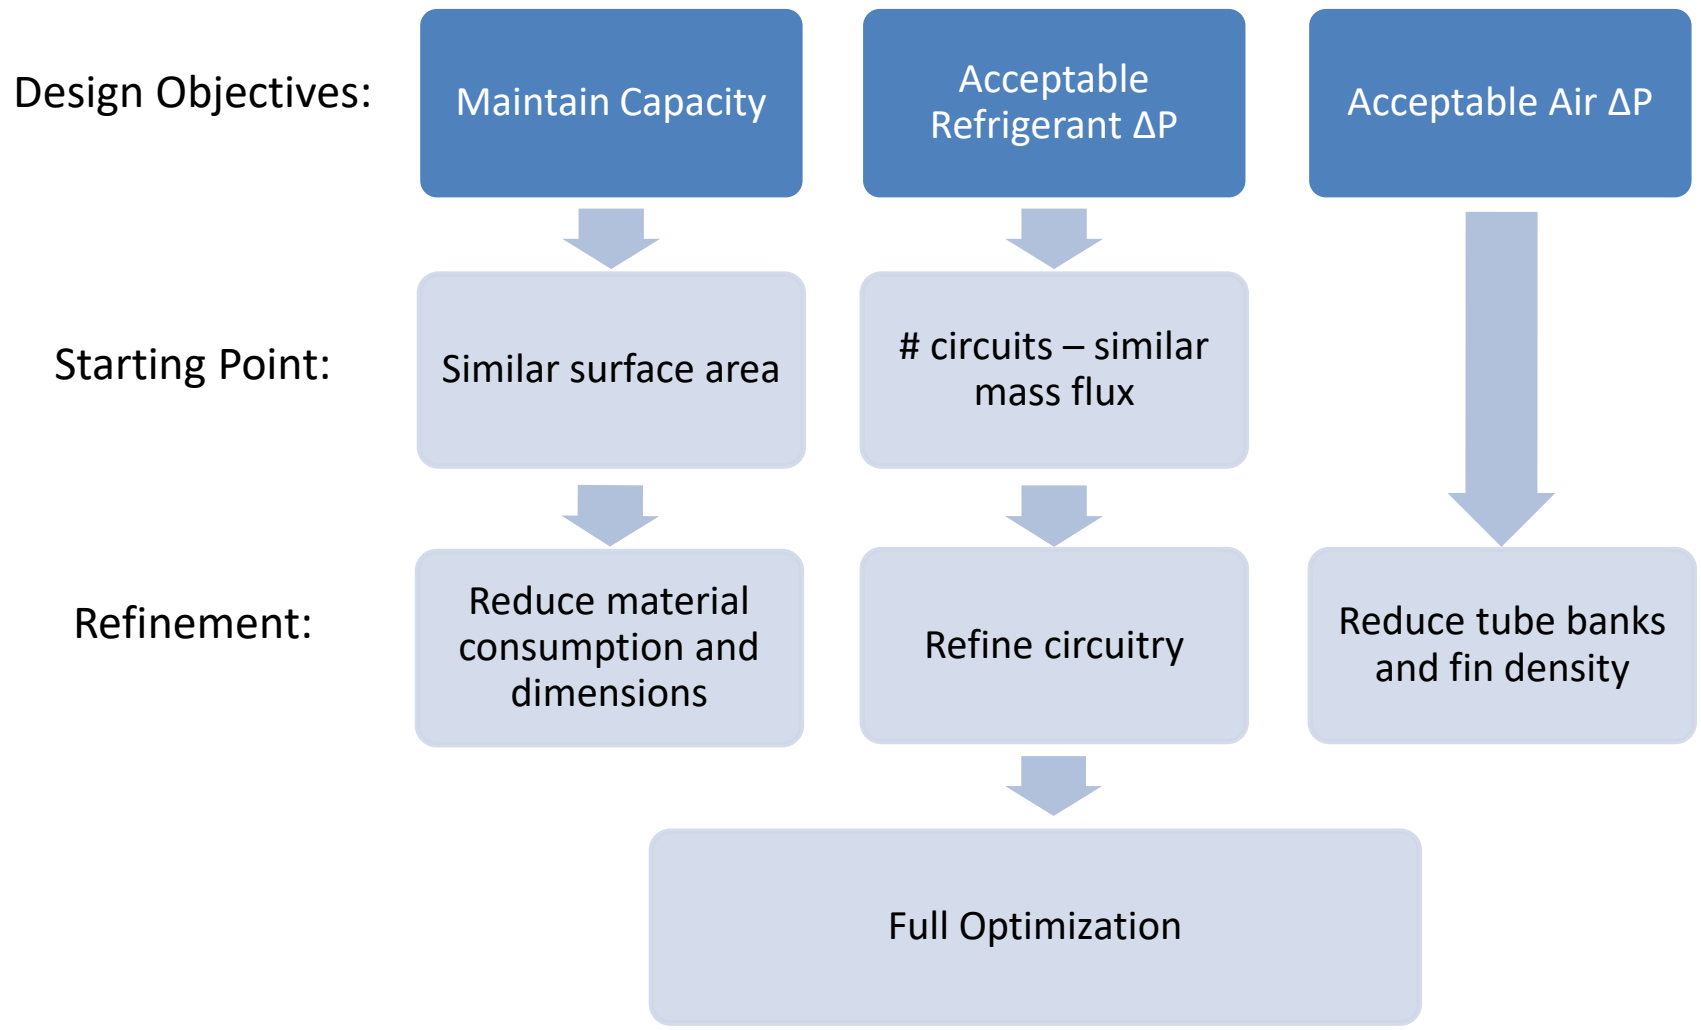 Design Objectives:
Maintain Capacity
Acceptable
Refrigerant ΔP
Acceptable Air ΔP
Starting Point:
Similar surface area
# circuits – similar
mass flux
Refinement:
Reduce material
consumption and
dimensions
Refine circuitry
Reduce tube banks
and fin density
Full Optimization